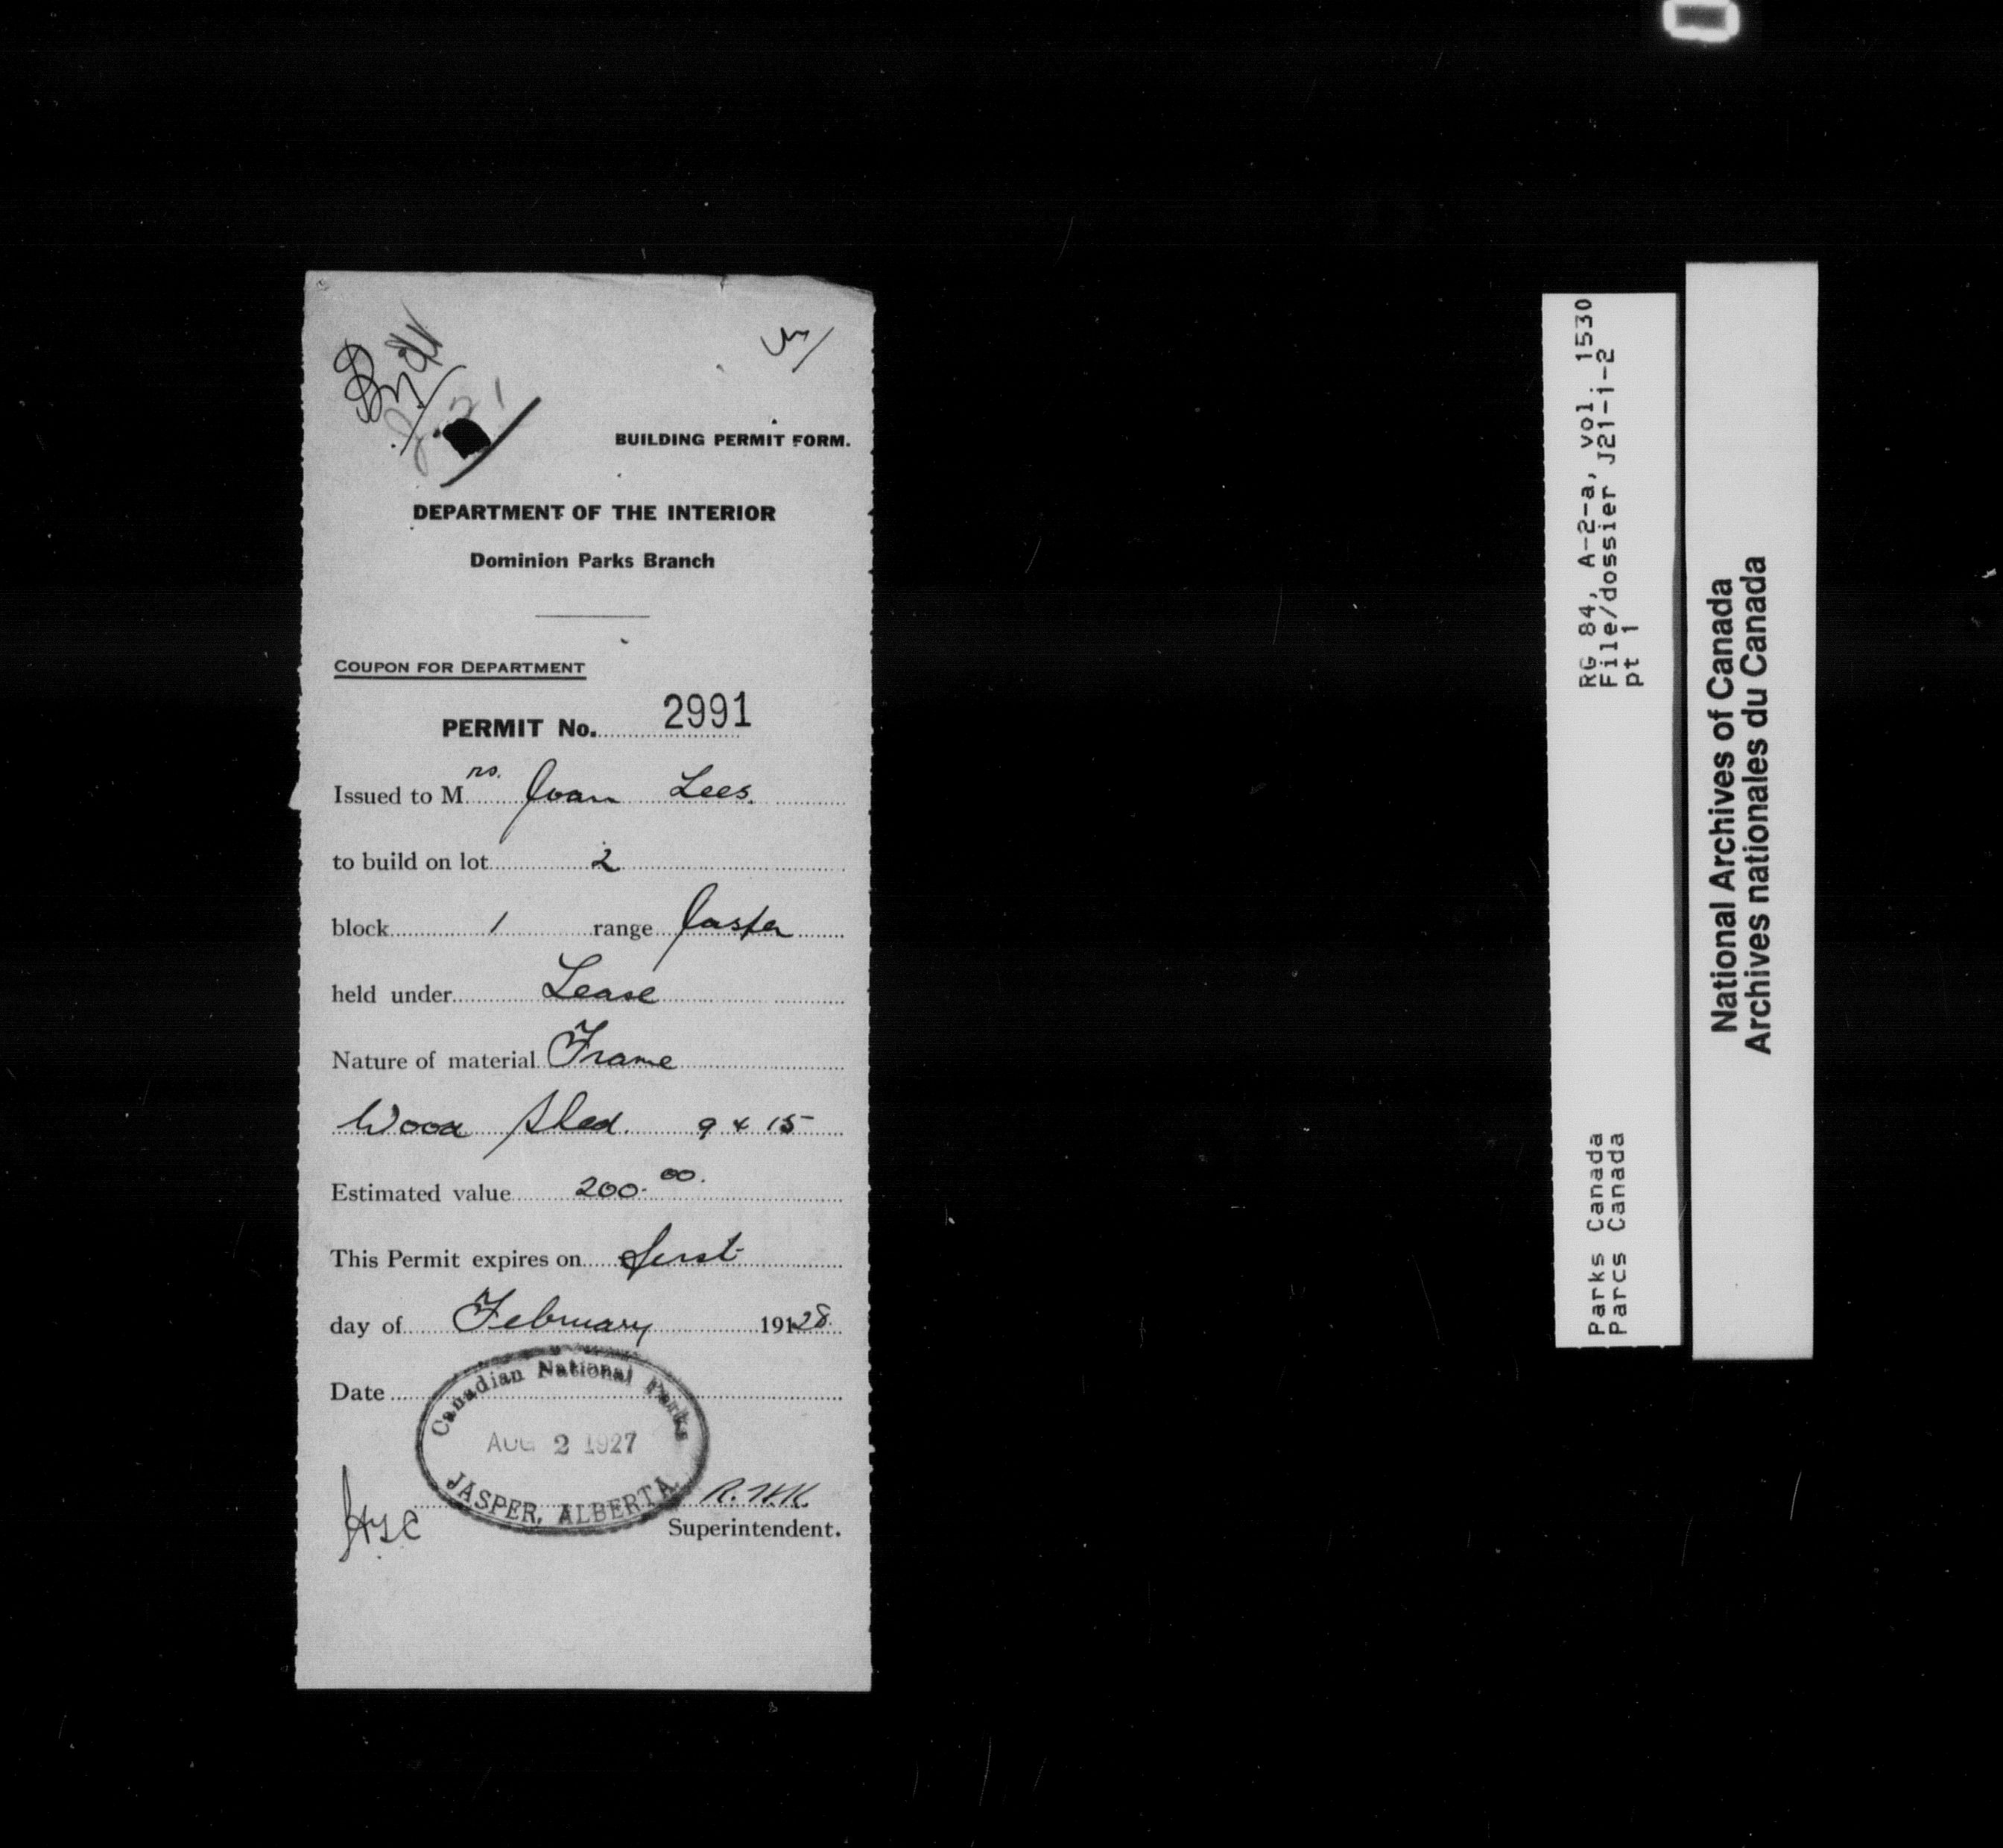 BUILDING PERMIT FORM.
DEPARTMENT OF THE INTERIOR
Dominion Parks Branch
COUPON FOR DEPARTMENT
PERMIT No. 2991
Issued to Mrs. Joan Lees.
to build on lot 2
block 1 range Jasper
held under Lease
Nature of material Frame
Wood Shed. 9 x 15
Estimated value 200.00.
This Permit expires on first
day of February 19128.
Date
Canadian National Parks
AUG 2 1927
JASPER, ALBERTA
R.H.K.
Superintendent.
RG 84, A-2-a, vol. 1530
File/dossier J21-1-2
pt 1
Parks Canada
Parcs Canada
National Archives of Canada
Archives nationales du Canada